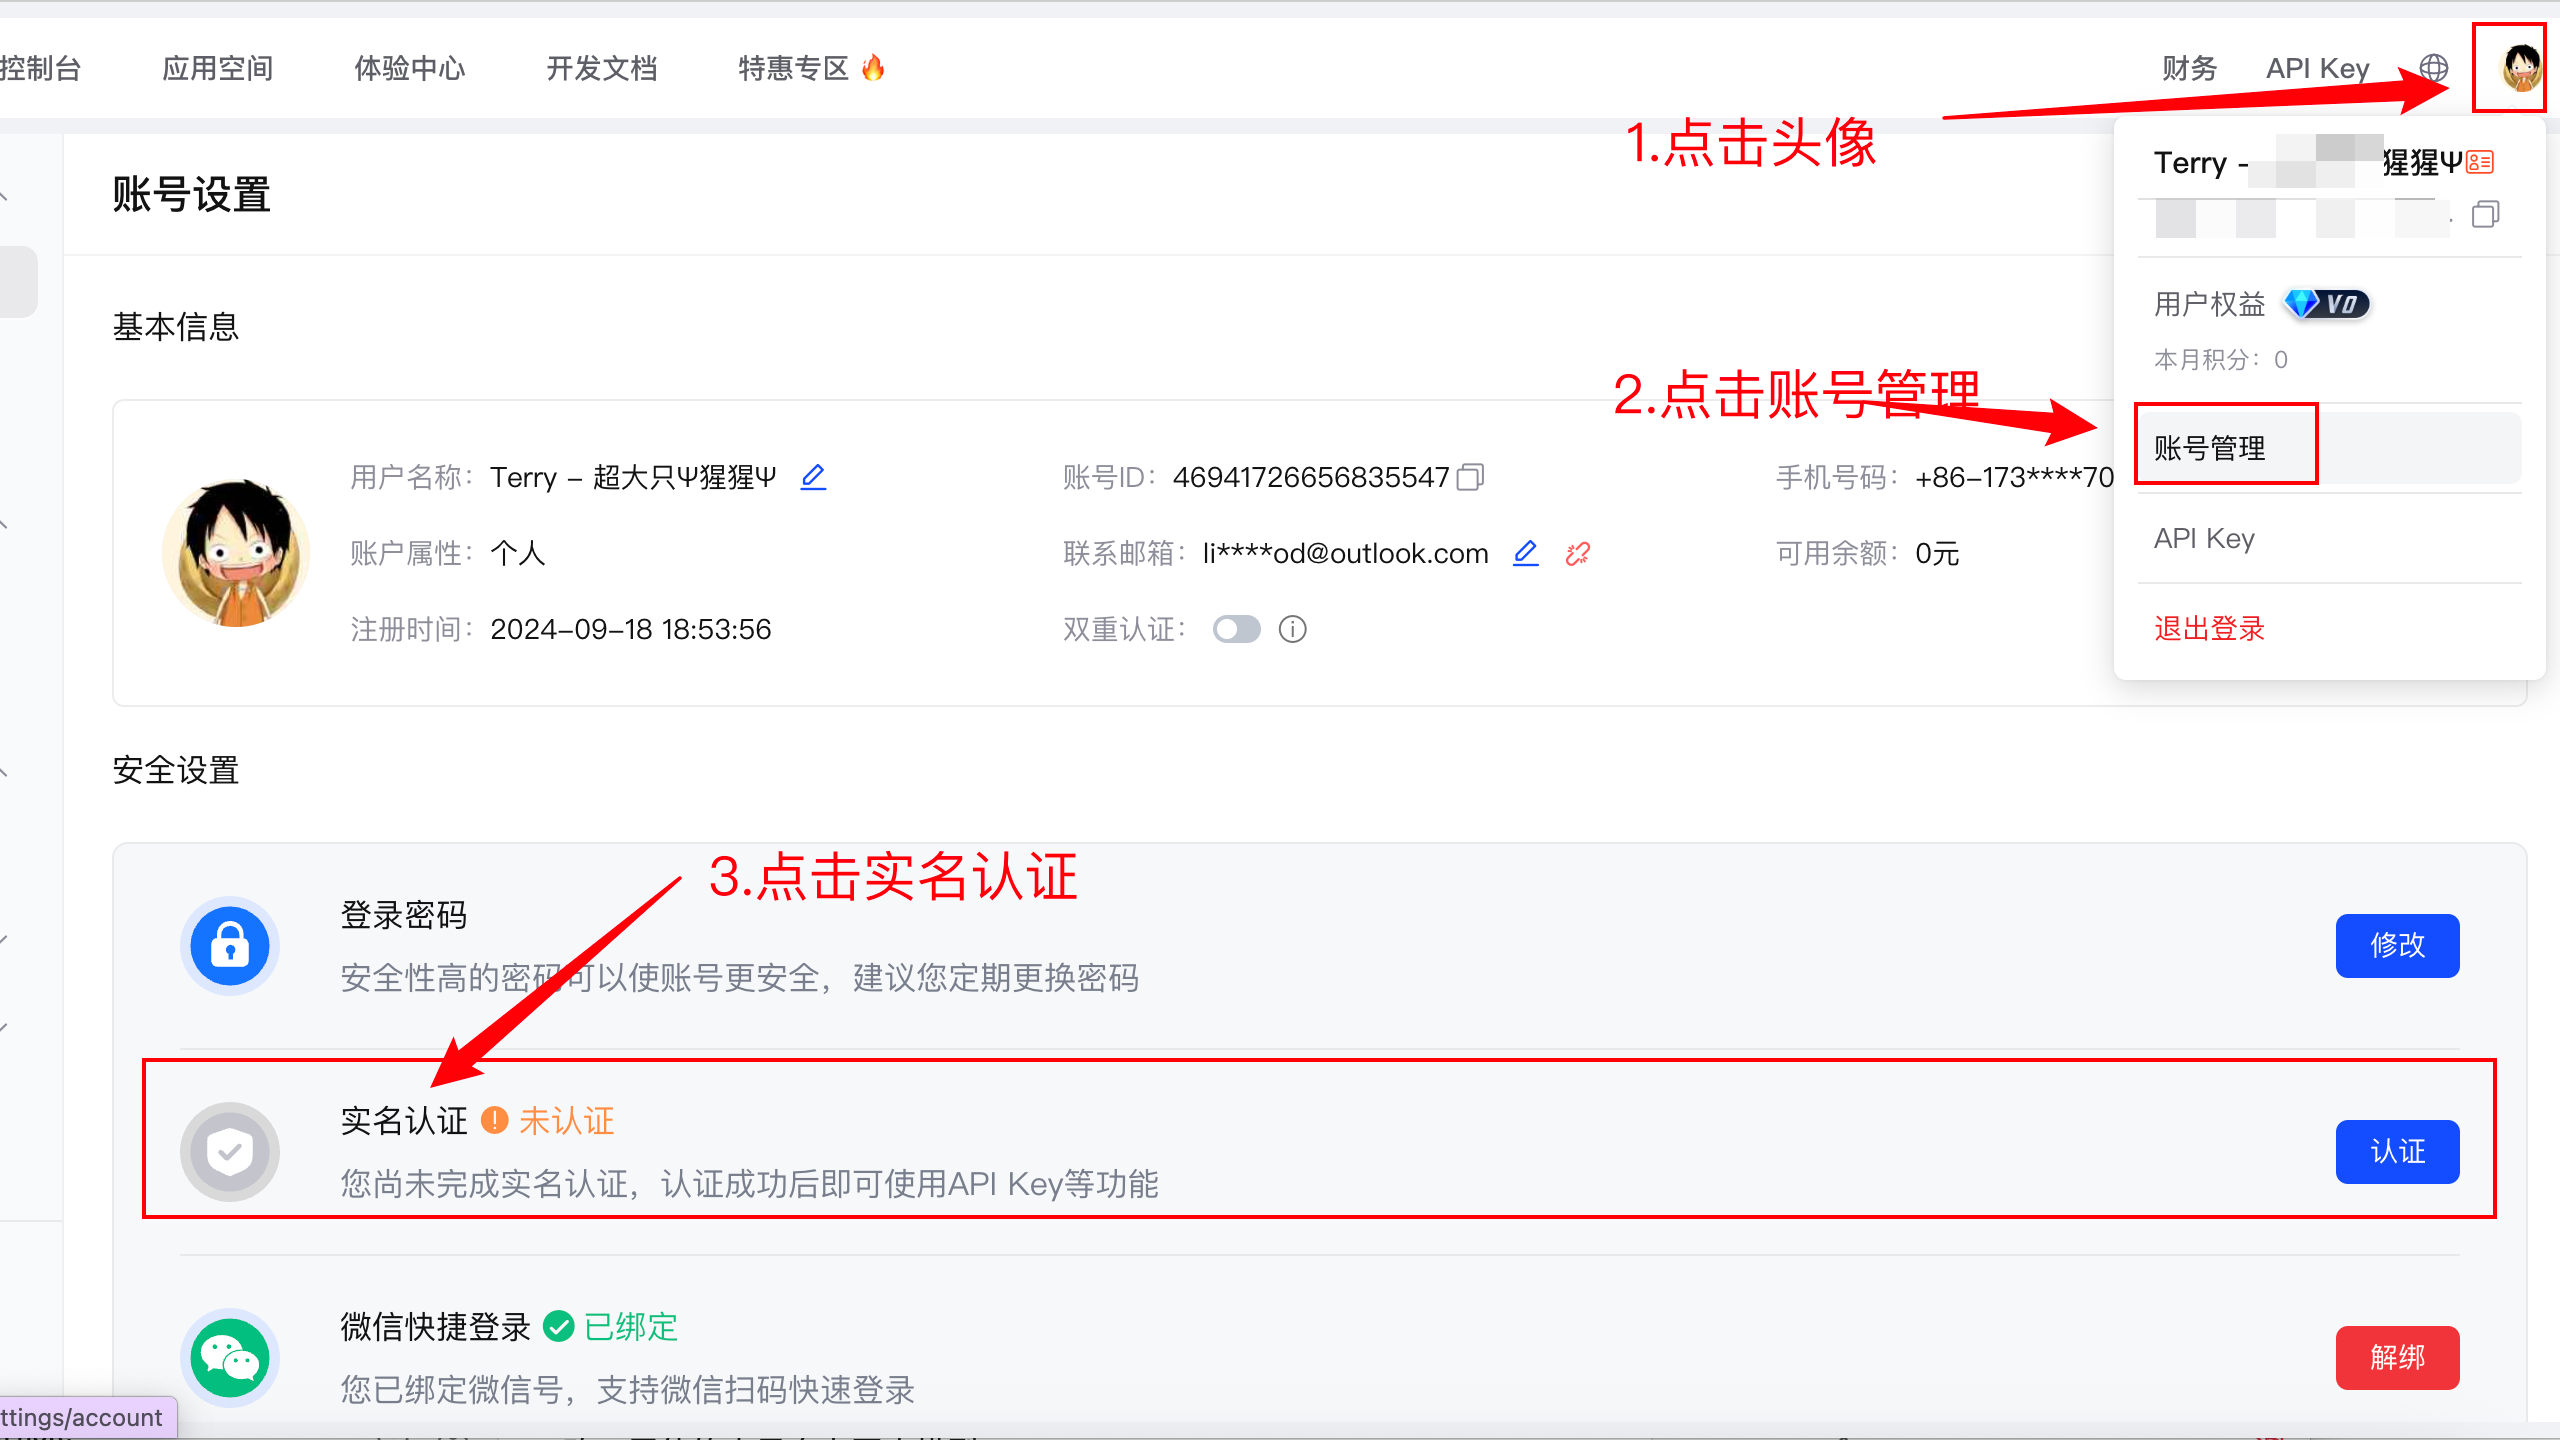 控制台 应用空间 体验中心 开发文档 特惠专区 财务 API Key
1.点击头像
Terry - 猩猩Ψ
账号设置
用户权益 V0
基本信息
本月积分：0
2.点击账号管理
账号管理
用户名称：Terry – 超大只Ψ猩猩Ψ 账号ID：46941726656835547 手机号码：+86-173****70
API Key
账户属性：个人 联系邮箱：li****od@outlook.com 可用余额：0元
注册时间：2024-09-18 18:53:56 双重认证：
退出登录
安全设置
3.点击实名认证
登录密码
安全性高的密码可以使账号更安全，建议您定期更换密码
修改
实名认证 未认证
您尚未完成实名认证，认证成功后即可使用API Key等功能
认证
微信快捷登录 已绑定
您已绑定微信号，支持微信扫码快速登录
解绑
ttings/account